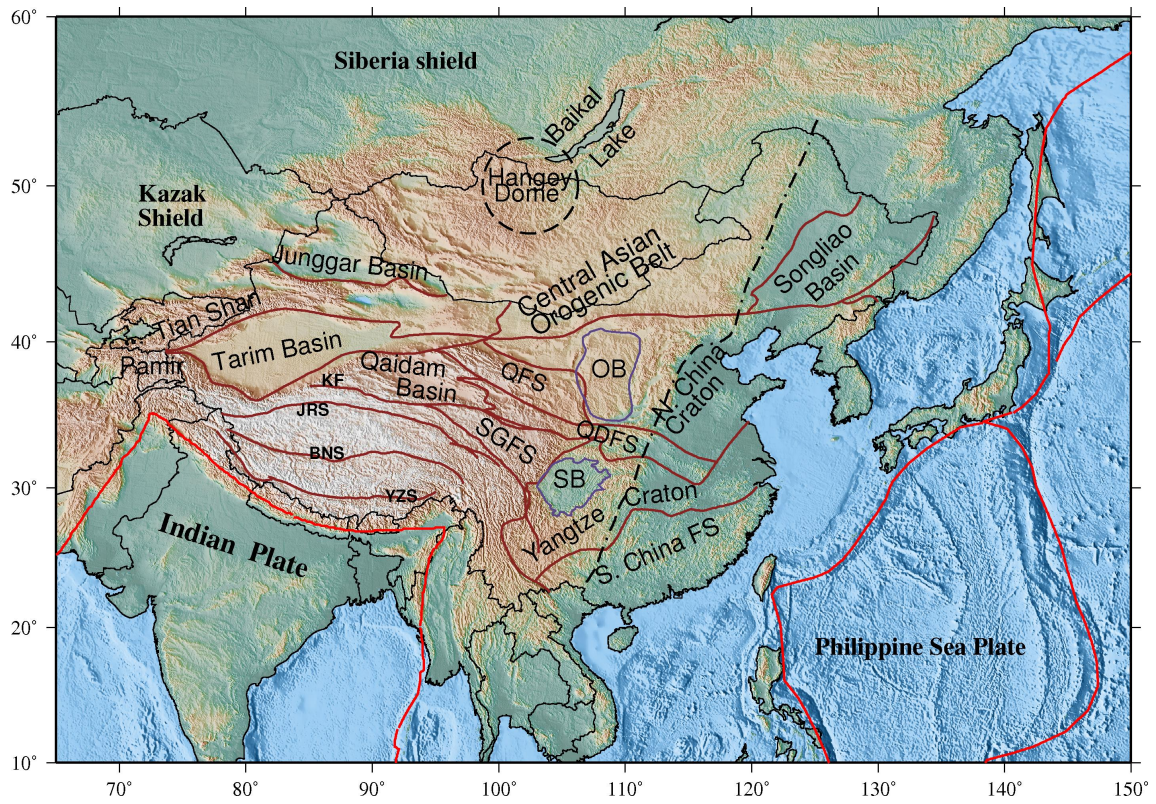 60°
Siberia shield
Baikal
Lake
50°
Hangey
Dome
Kazak
Shield
Junggar Basin
Central Asian
Orogenic Belt
Songliao
Basin
Tian Shan
40°
Tarim Basin
Pamir
Qaidam
Basin
QFS
OB
N. China
Craton
KF
JRS
SGFS
QDFS
BNS
SB
30°
YZS
Craton
Yangtze
Indian Plate
S. China FS
20°
Philippine Sea Plate
10°
70°
80°
90°
100°
110°
120°
130°
140°
150°